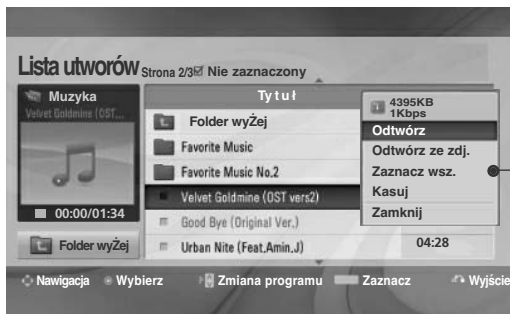 Lista utworów Strona 2/3 ☑ Nie zaznaczony
Muzyka
Velvet Goldmine (OST...
00:00/01:34
Folder wyŻej
Tytuł
Folder wyŻej
Favorite Music
Favorite Music No.2
Velvet Goldmine (OST vers2)
Good Bye (Original Ver.)
Urban Nite (Feat.Amin.J)
04:28
4395KB
1Kbps
Odtwórz
Odtwórz ze zdj.
Zaznacz wsz.
Kasuj
Zamknij
Nawigacja Wybierz Zmiana programu Zaznacz Wyjście